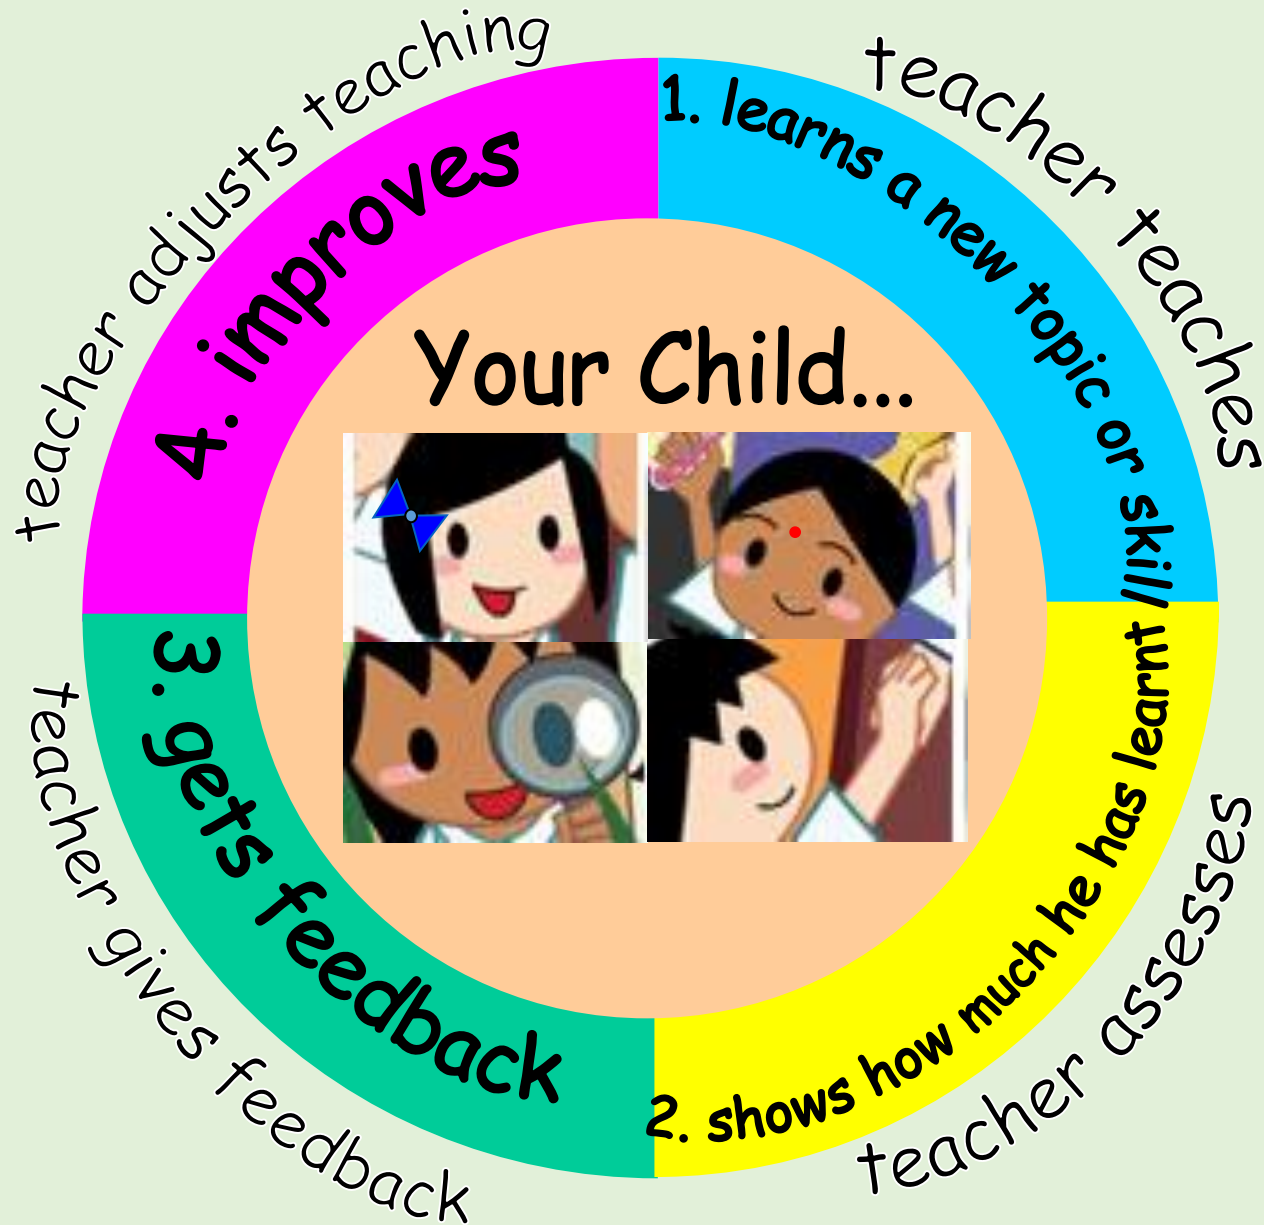 Your Child...
1. learns a new topic or skill
teacher teaches
2. shows how much he has learnt
teacher assesses
3. gets feedback
teacher gives feedback
4. improves
teacher adjusts teaching